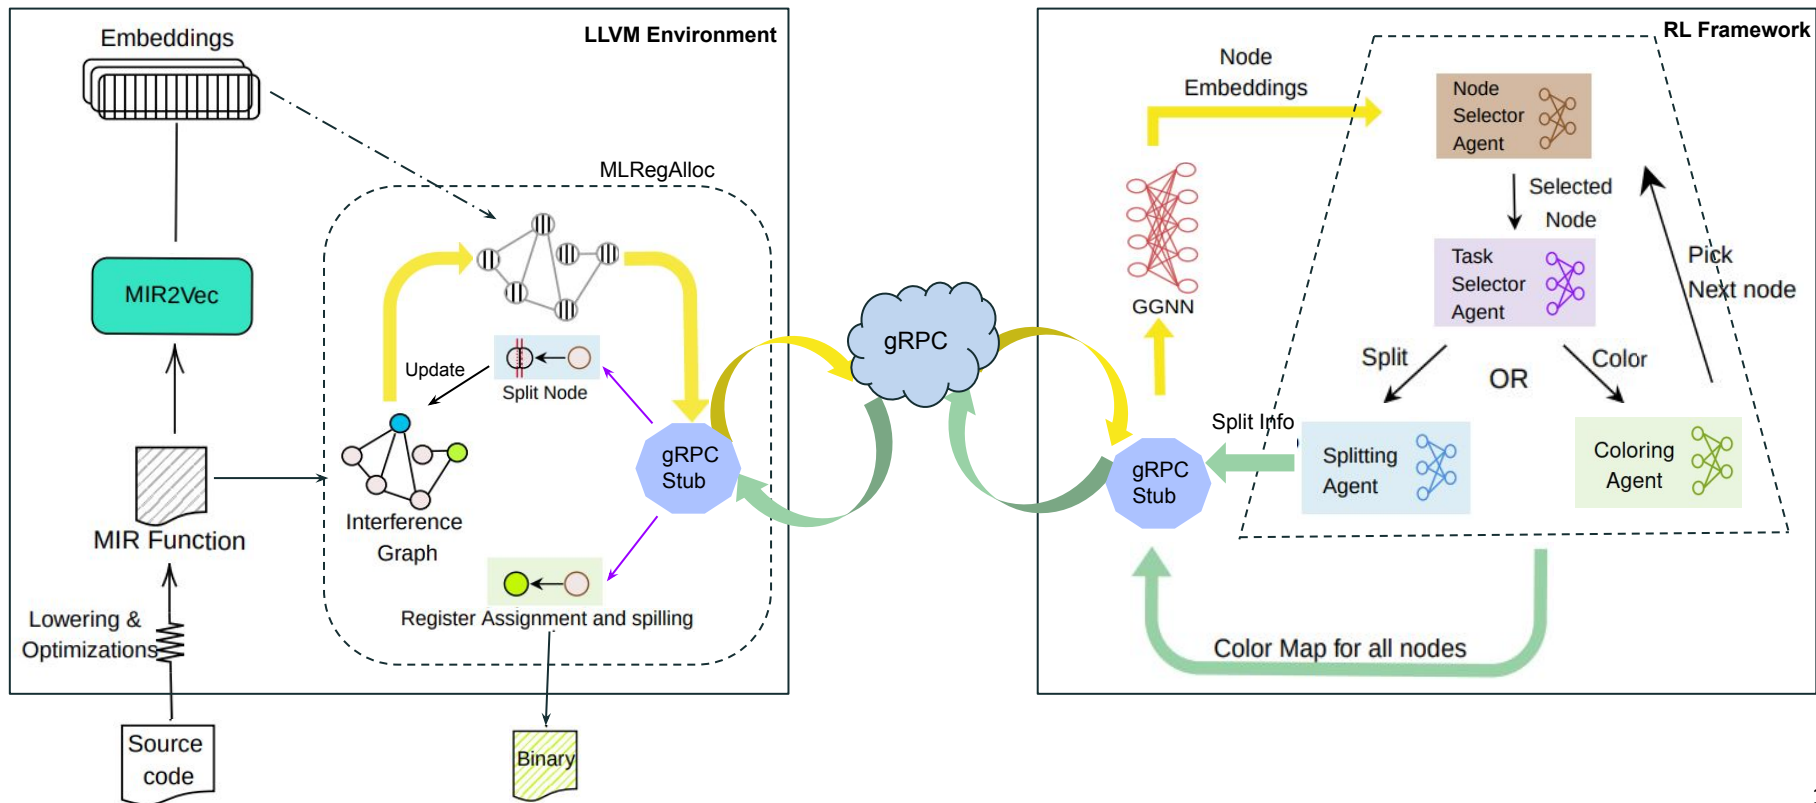 LLVM Environment
Embeddings
MLRegAlloc
MIR2Vec
Update
Split Node
gRPC
Stub
Interference
Graph
MIR Function
Register Assignment and spilling
Lowering &
Optimizations
Source
code
Binary
gRPC
RL Framework
Node
Embeddings
Node
Selector
Agent
Selected
Node
GGNN
Task
Selector
Agent
Pick
Next node
Split
OR
Color
Split Info
gRPC
Stub
Splitting
Agent
Coloring
Agent
Color Map for all nodes